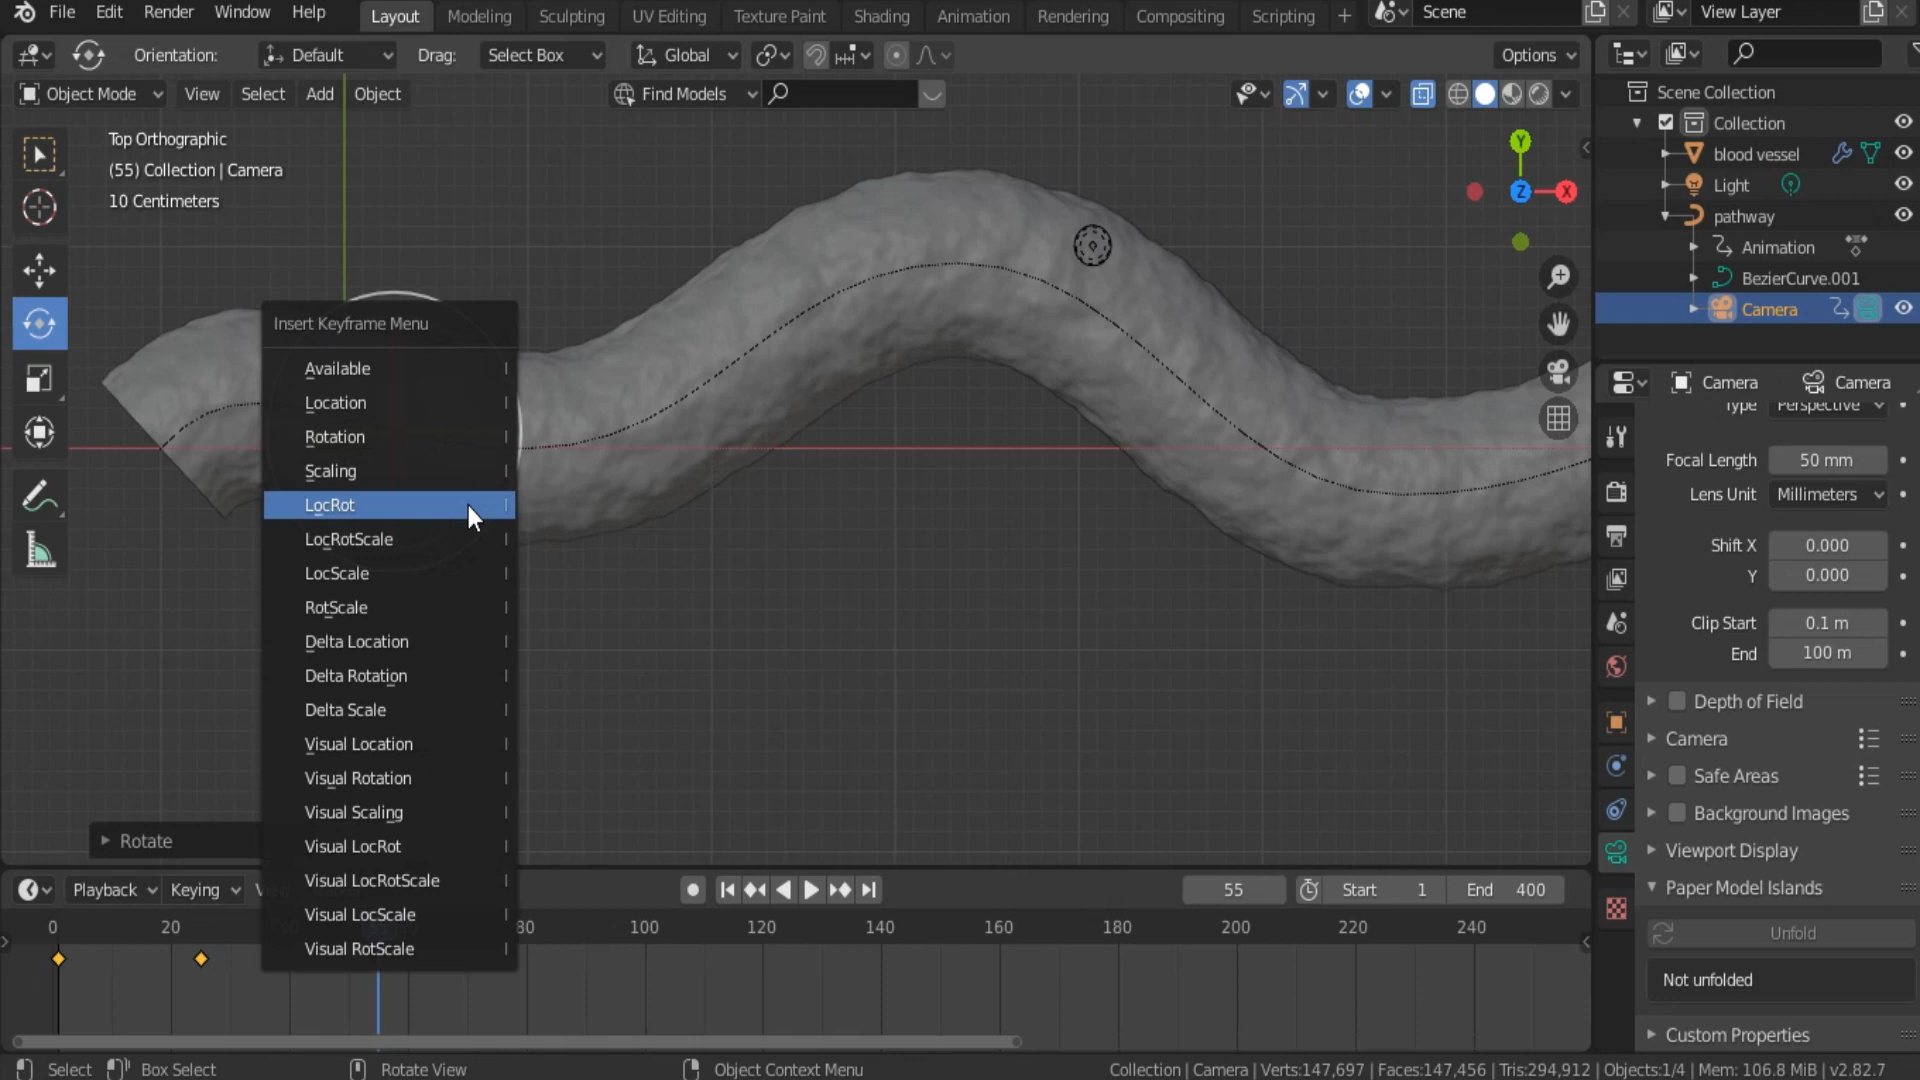 File Edit Render Window Help Layout Modeling Sculpting UV Editing Texture Paint Shading Animation Rendering Compositing Scripting + Scene View Layer
Orientation: Default Drag: Select Box Global Options
Object Mode View Select Add Object Find Models
Top Orthographic
(55) Collection | Camera
10 Centimeters
Y
Z
X
Insert Keyframe Menu
Available I
Location I
Rotation I
Scaling I
LocRot I
LocRotScale I
LocScale I
RotScale I
Delta Location I
Delta Rotation I
Delta Scale I
Visual Location I
Visual Rotation I
Visual Scaling I
Visual LocRot I
Visual LocRotScale I
Visual LocScale I
Visual RotScale I
Rotate
Scene Collection
Collection
blood vessel
Light
pathway
Animation
BezierCurve.001
Camera
Camera Camera
Type Perspective
Focal Length 50 mm
Lens Unit Millimeters
Shift X 0.000
Y 0.000
Clip Start 0.1 m
End 100 m
Depth of Field
Camera
Safe Areas
Background Images
Viewport Display
Paper Model Islands
Unfold
Not unfolded
Custom Properties
Playback Keying 55 Start 1 End 400
0 20 80 100 120 140 160 180 200 220 240
Select Box Select Rotate View Object Context Menu Collection | Camera | Verts:147,697 | Faces:147,456 | Tris:294,912 | Objects:1/4 | Mem: 106.8 MiB | v2.82.7